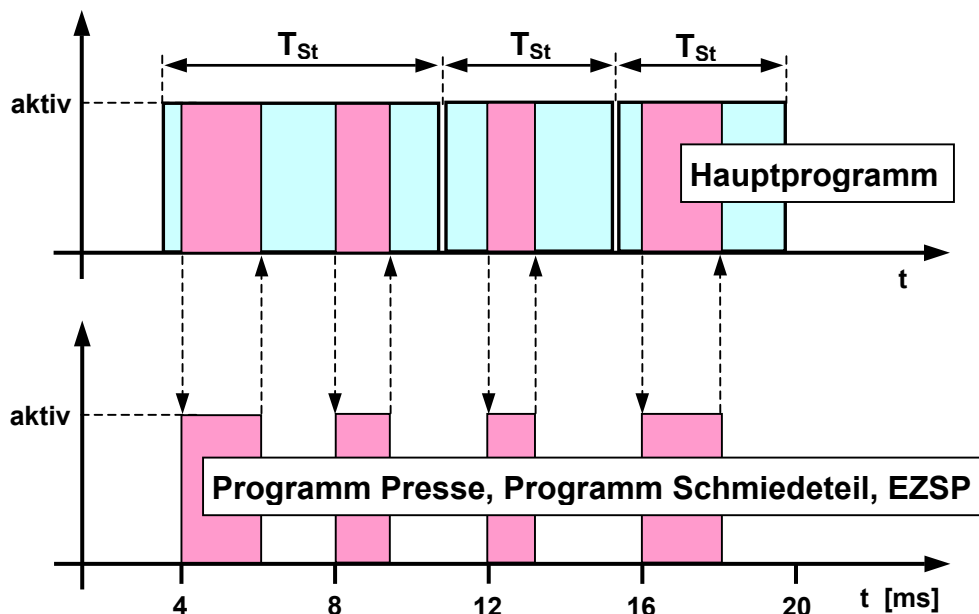 T_St T_St T_St
aktiv
Hauptprogramm
t
aktiv
Programm Presse, Programm Schmiedeteil, EZSP
4 8 12 16 20 t [ms]